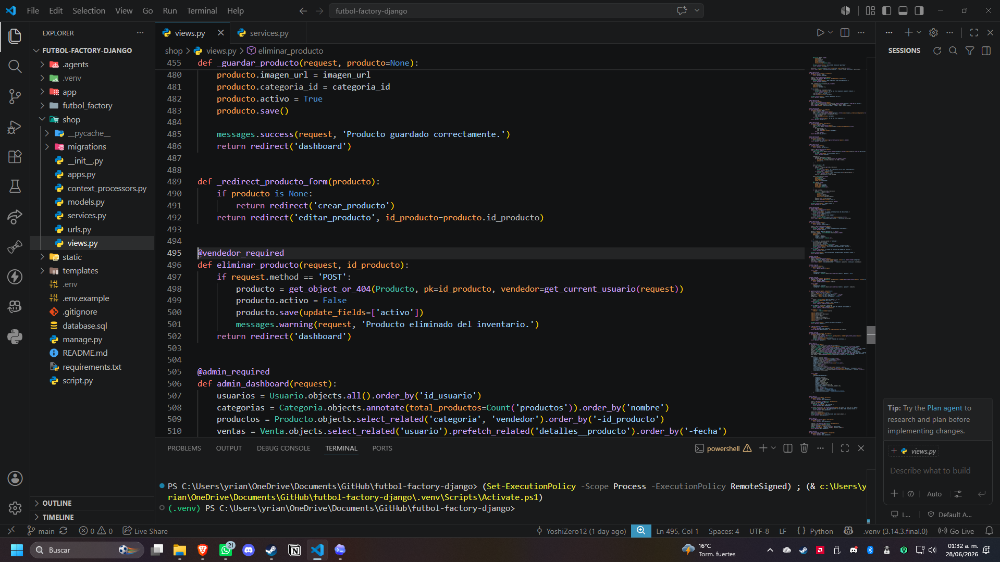 File Edit Selection View Go Run Terminal Help
futbol-factory-django
EXPLORER
FUTBOL-FACTORY-DJANGO
.agents
.venv
app
futbol_factory
shop
__pycache__
migrations
__init__.py
apps.py
context_processors.py
models.py
services.py
urls.py
views.py
static
templates
.env
.env.example
.gitignore
database.sql
manage.py
README.md
requirements.txt
script.py
OUTLINE
TIMELINE
views.py
services.py
shop > views.py > eliminar_producto
455 def _guardar_producto(request, producto=None):
480 producto.imagen_url = imagen_url
481 producto.categoria_id = categoria_id
482 producto.activo = True
483 producto.save()
484
485 messages.success(request, 'Producto guardado correctamente.')
486 return redirect('dashboard')
487
488
489 def _redirect_producto_form(producto):
490 if producto is None:
491 return redirect('crear_producto')
492 return redirect('editar_producto', id_producto=producto.id_producto)
493
494
495 @vendedor_required
496 def eliminar_producto(request, id_producto):
497 if request.method == 'POST':
498 producto = get_object_or_404(Producto, pk=id_producto, vendedor=get_current_usuario(request))
499 producto.activo = False
500 producto.save(update_fields=['activo'])
501 messages.warning(request, 'Producto eliminado del inventario.')
502 return redirect('dashboard')
503
504
505 @admin_required
506 def admin_dashboard(request):
507 usuarios = Usuario.objects.all().order_by('id_usuario')
508 categorias = Categoria.objects.annotate(total_productos=Count('productos')).order_by('nombre')
509 productos = Producto.objects.select_related('categoria', 'vendedor').order_by('-id_producto')
510 ventas = Venta.objects.select_related('usuario').prefetch_related('detalles__producto').order_by('-fecha')
PROBLEMS OUTPUT DEBUG CONSOLE TERMINAL PORTS
powershell
PS C:\Users\yrian\OneDrive\Documents\GitHub\futbol-factory-django> (Set-ExecutionPolicy -Scope Process -ExecutionPolicy RemoteSigned) ; (& c:\Users\y
rian\OneDrive\Documents\GitHub\futbol-factory-django\.venv\Scripts\Activate.ps1)
(.venv) PS C:\Users\yrian\OneDrive\Documents\GitHub\futbol-factory-django>
SESSIONS
Tip: Try the Plan agent to
research and plan before
implementing changes.
views.py
Describe what to build
Auto
L...
Default A...
main
0 0
Live Share
YoshiZero12 (1 day ago)
Ln 495, Col 1
Spaces: 4
UTF-8
LF
Python
.venv (3.14.3.final.0)
Go Live
Buscar
21
16°C
Torm. fuertes
01:32 a. m.
28/06/2026